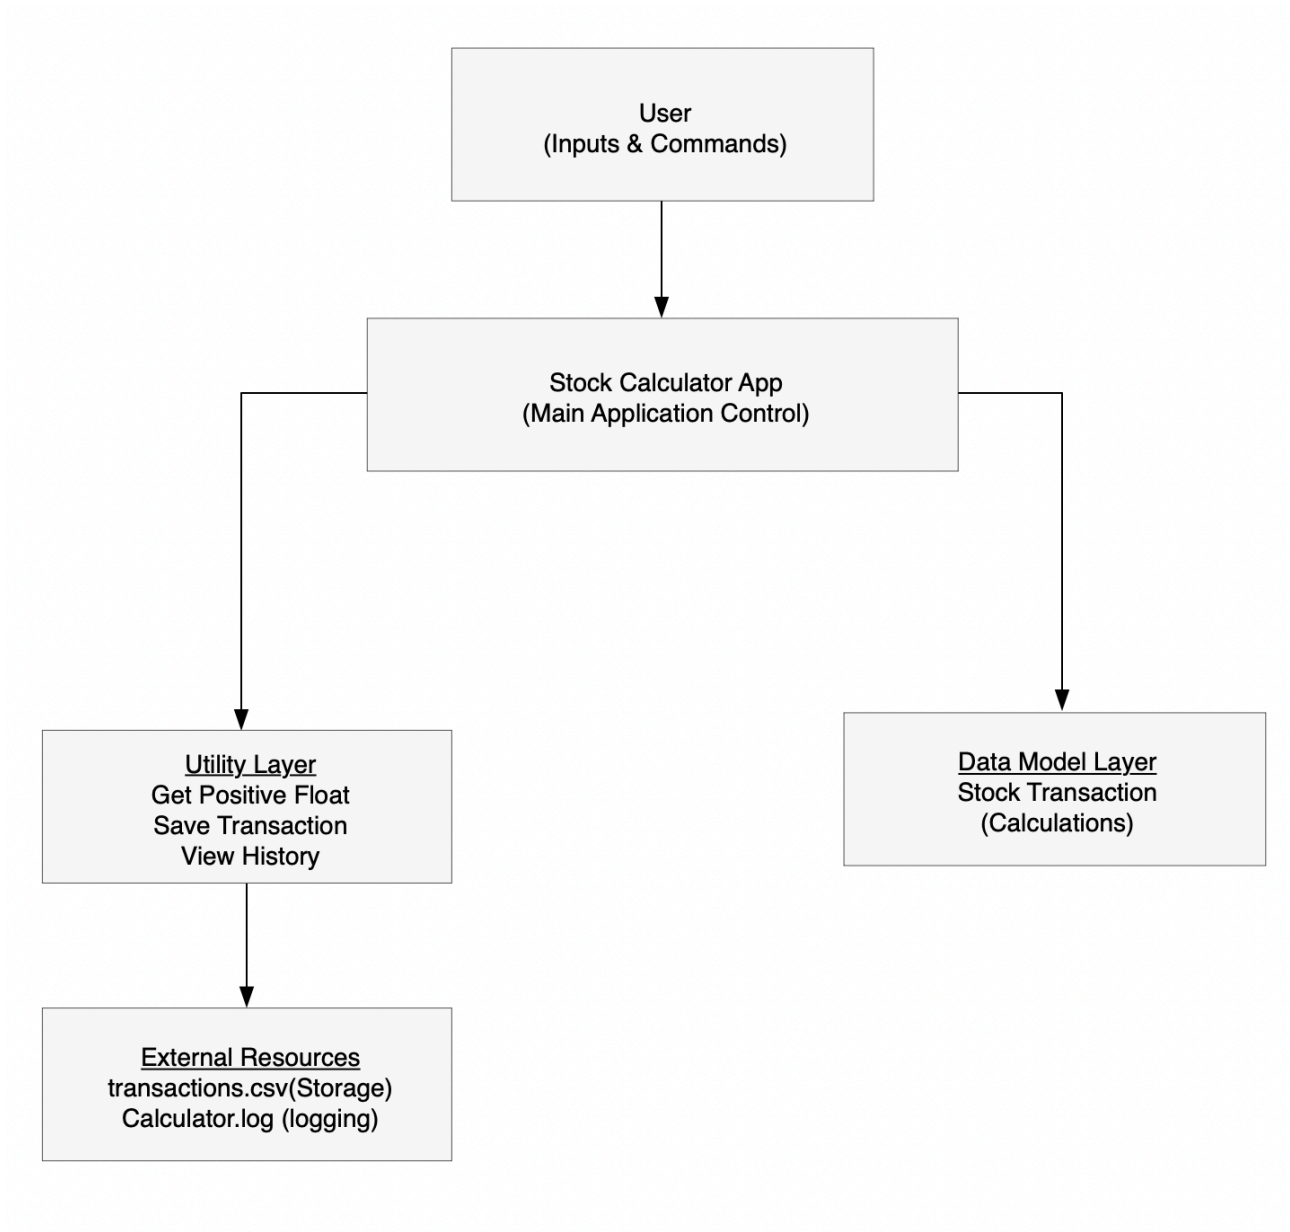 User
(Inputs & Commands)
Stock Calculator App
(Main Application Control)
Utility Layer
Get Positive Float
Save Transaction
View History
Data Model Layer
Stock Transaction
(Calculations)
External Resources
transactions.csv(Storage)
Calculator.log (logging)